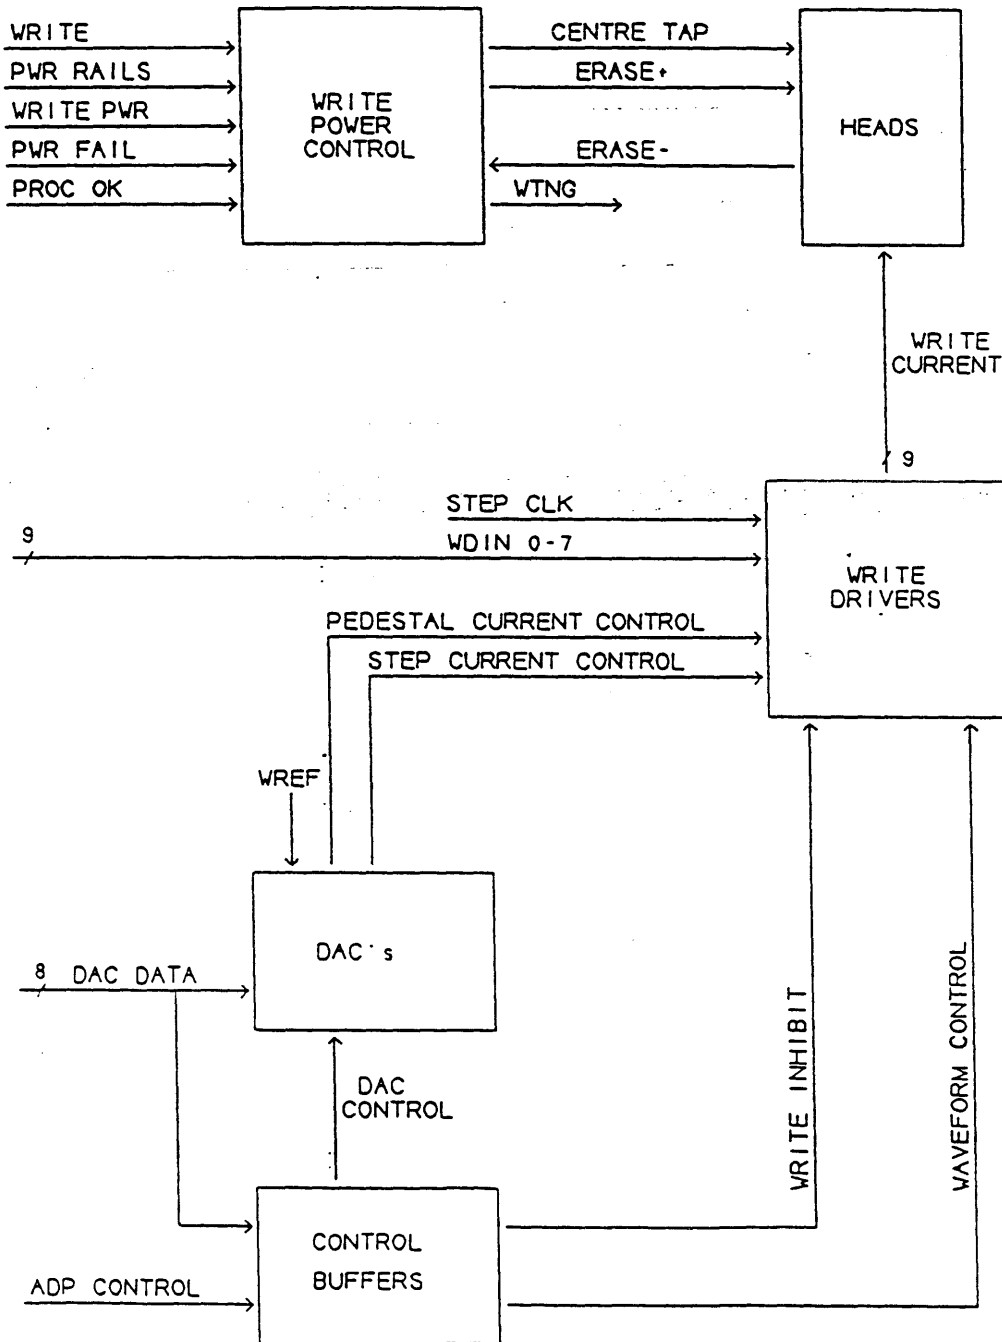 WRITE
PWR RAILS
WRITE PWR
PWR FAIL
PROC OK
WRITE
POWER
CONTROL
CENTRE TAP
ERASE+
ERASE-
WTNG
HEADS
WRITE
CURRENT
9
STEP CLK
9
WDIN 0-7
WRITE
DRIVERS
PEDESTAL CURRENT CONTROL
STEP CURRENT CONTROL
WREF
DAC's
8 DAC DATA
DAC
CONTROL
WRITE INHIBIT
WAVEFORM CONTROL
CONTROL
BUFFERS
ADP CONTROL